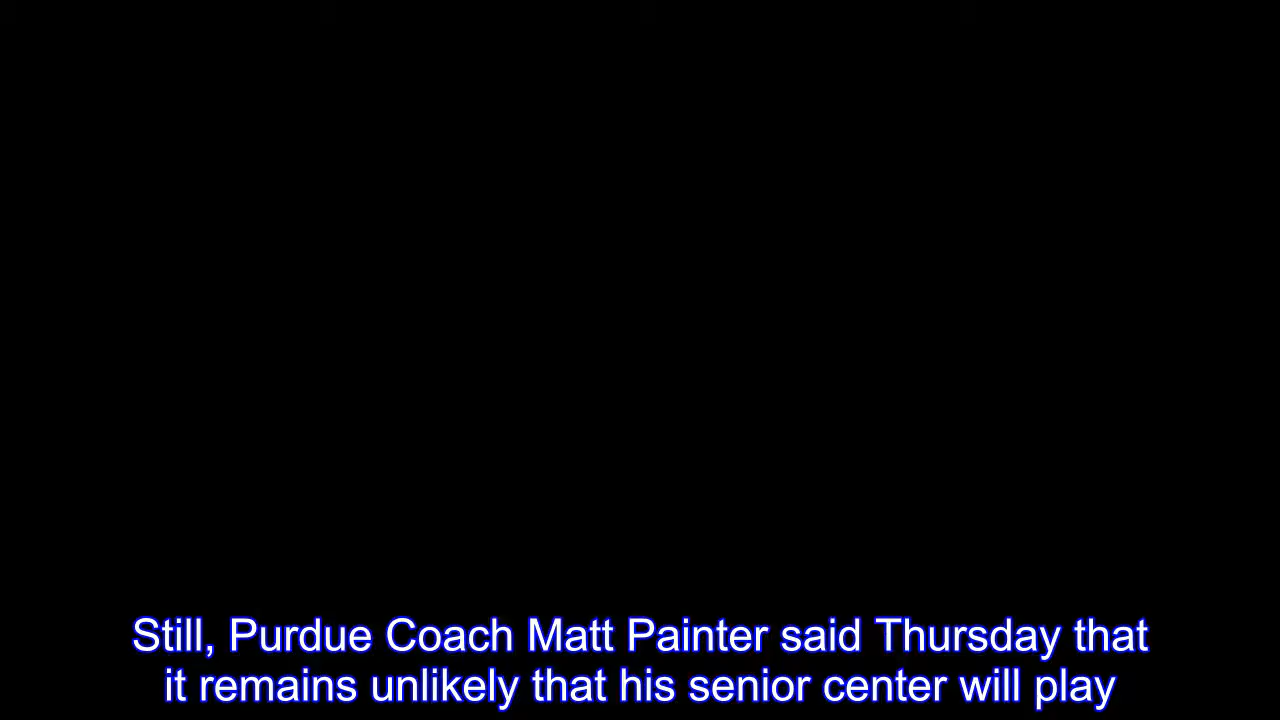 Still, Purdue Coach Matt Painter said Thursday that
it remains unlikely that his senior center will play